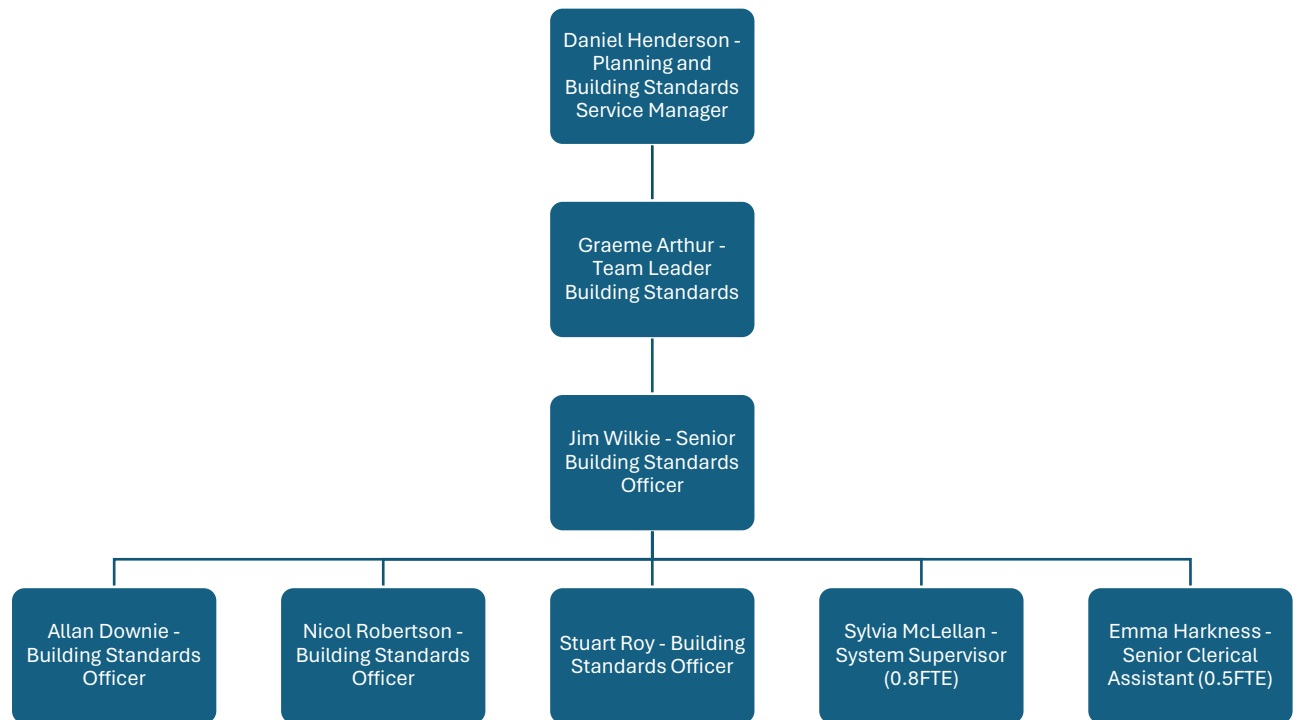 Daniel Henderson -
Planning and
Building Standards
Service Manager
Graeme Arthur -
Team Leader
Building Standards
Jim Wilkie - Senior
Building Standards
Officer
Allan Downie -
Building Standards
Officer
Nicol Robertson -
Building Standards
Officer
Stuart Roy - Building
Standards Officer
Sylvia McLellan -
System Supervisor
(0.8FTE)
Emma Harkness -
Senior Clerical
Assistant (0.5FTE)